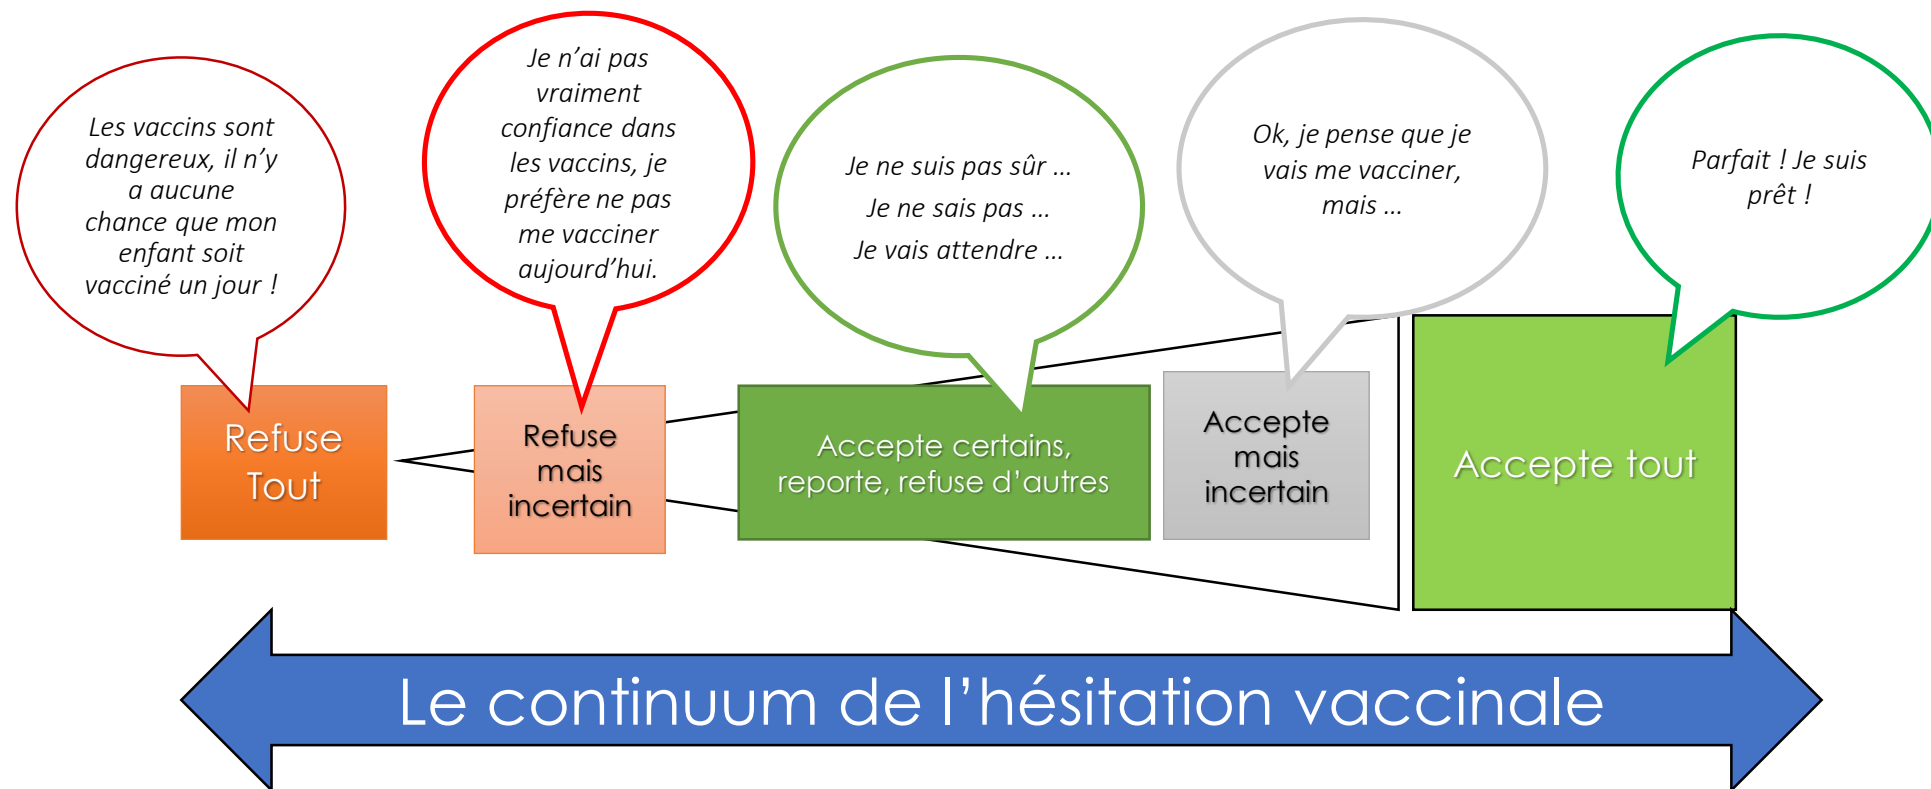 Les vaccins sont
dangereux, il n’y
a aucune
chance que mon
enfant soit
vacciné un jour !
Je n’ai pas
vraiment
confiance dans
les vaccins, je
préfère ne pas
me vacciner
aujourd’hui.
Je ne suis pas sûr …
Je ne sais pas …
Je vais attendre …
Ok, je pense que je
vais me vacciner,
mais …
Parfait ! Je suis
prêt !
Refuse
Tout
Refuse
mais
incertain
Accepte certains,
reporte, refuse d’autres
Accepte
mais
incertain
Accepte tout
Le continuum de l’hésitation vaccinale